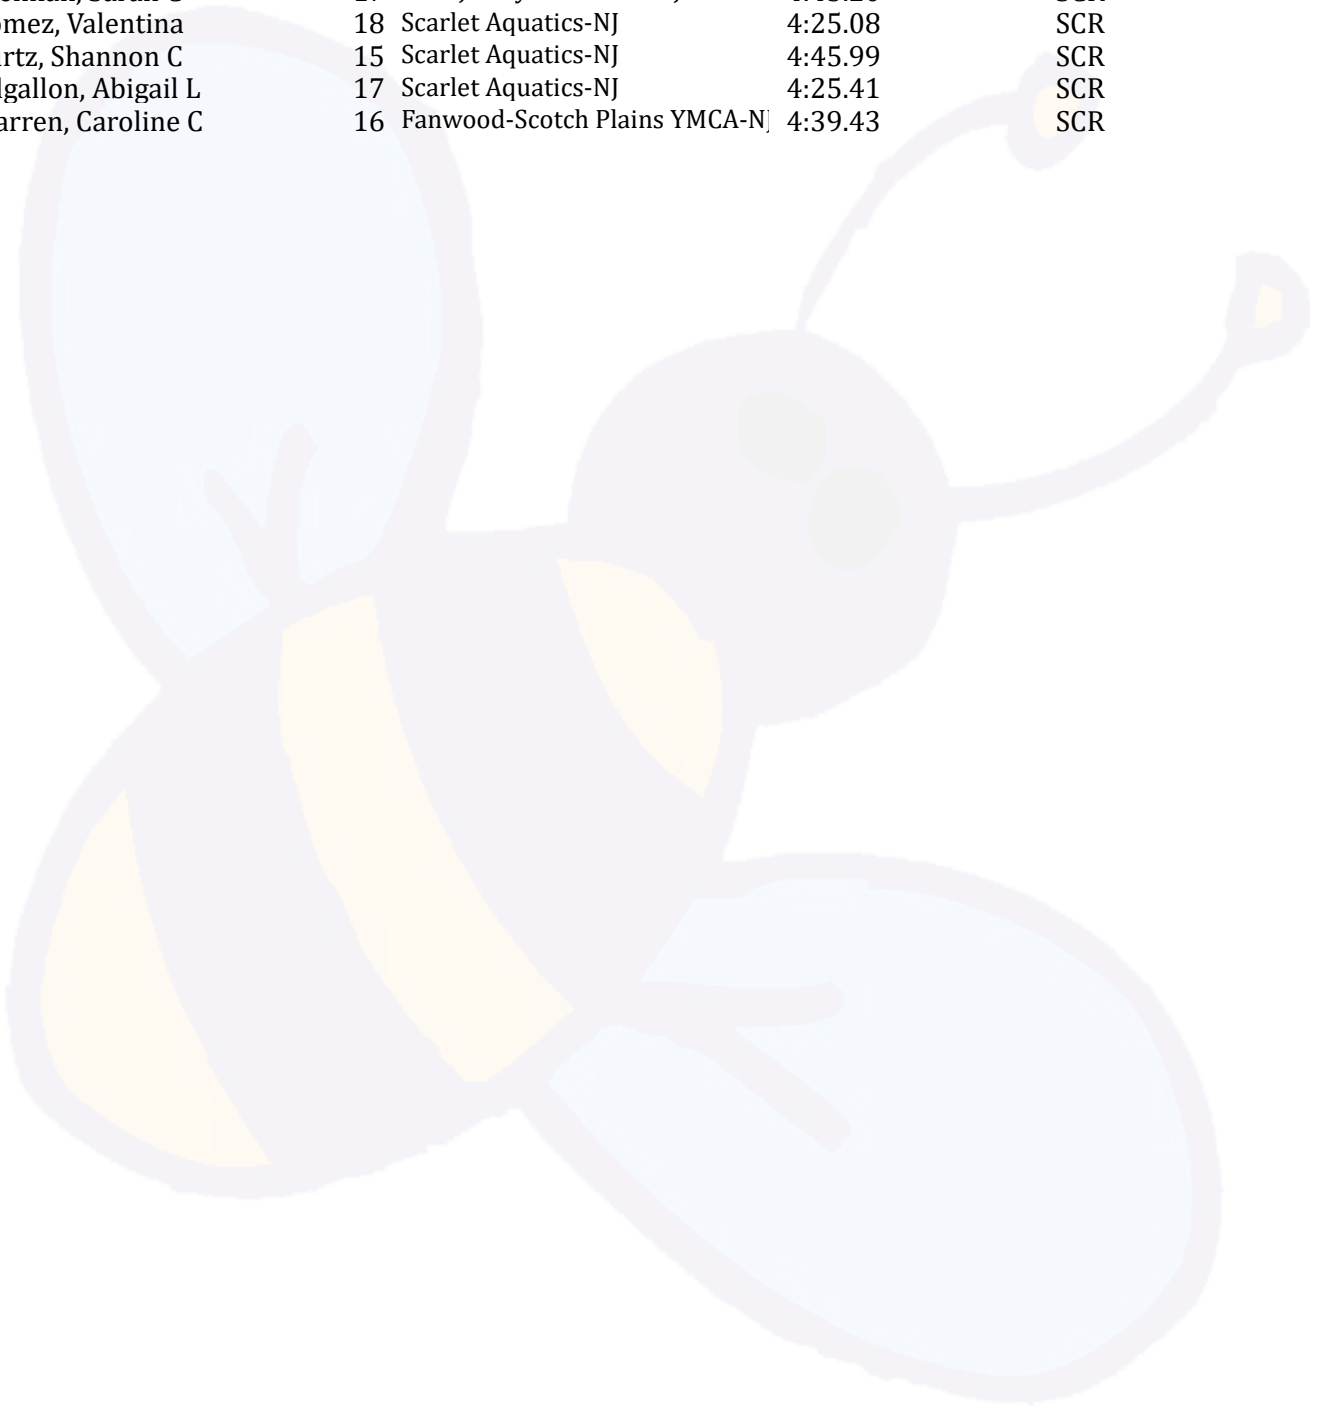 omez, Valentina 18 Scarlet Aquatics-NJ 4:25.08 SCR
rtz, Shannon C 15 Scarlet Aquatics-NJ 4:45.99 SCR
lgallon, Abigail L 17 Scarlet Aquatics-NJ 4:25.41 SCR
arren, Caroline C 16 Fanwood-Scotch Plains YMCA-NJ 4:39.43 SCR